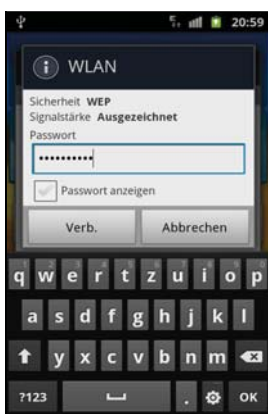 20:59
WLAN
Sicherheit WEP
Signalstärke Ausgezeichnet
Passwort
••••••••••
Passwort anzeigen
Verb. Abbrechen
q w e r t z u i o p
a s d f g h j k l
y x c v b n m
?123 . OK